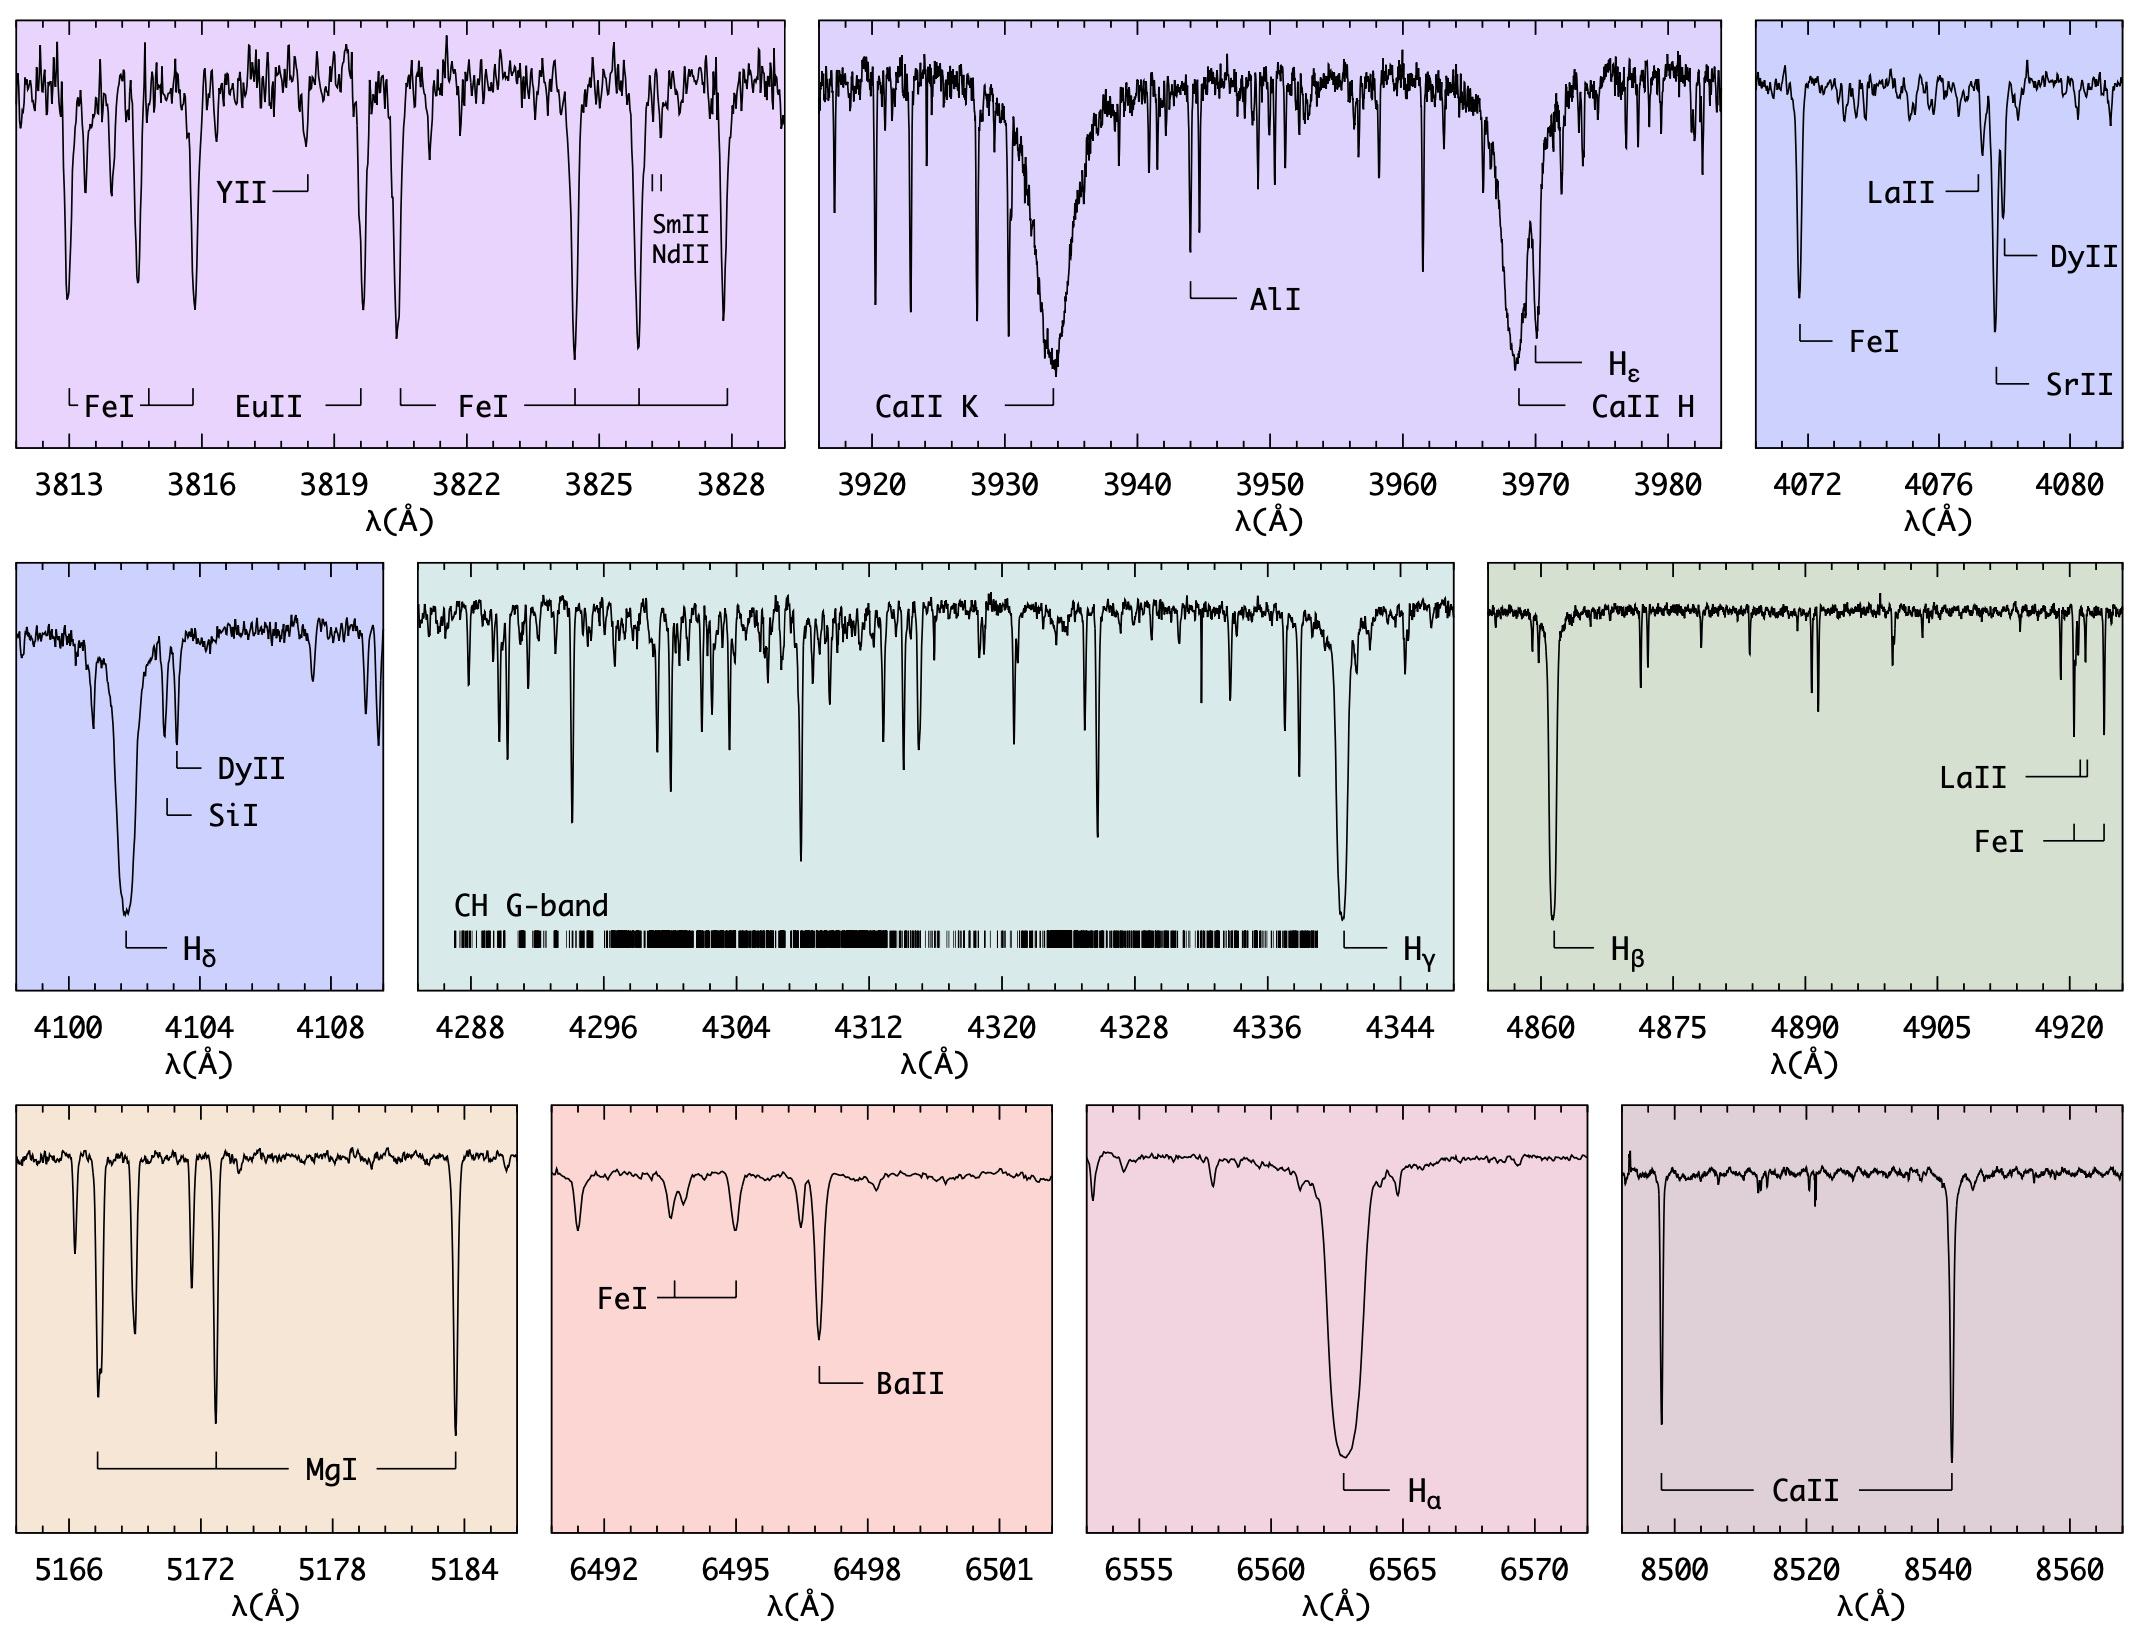 YII
SmII
NdII
FeI
EuII
FeI
3813 3816 3819 3822 3825 3828
λ(Å)
AlI
Hε
CaII K
CaII H
3920 3930 3940 3950 3960 3970 3980
λ(Å)
LaII
DyII
FeI
SrII
4072 4076 4080
λ(Å)
DyII
SiI
Hδ
4100 4104 4108
λ(Å)
CH G-band
Hγ
4288 4296 4304 4312 4320 4328 4336 4344
λ(Å)
LaII
FeI
Hβ
4860 4875 4890 4905 4920
λ(Å)
MgI
5166 5172 5178 5184
λ(Å)
FeI
BaII
6492 6495 6498 6501
λ(Å)
Hα
6555 6560 6565 6570
λ(Å)
CaII
8500 8520 8540 8560
λ(Å)